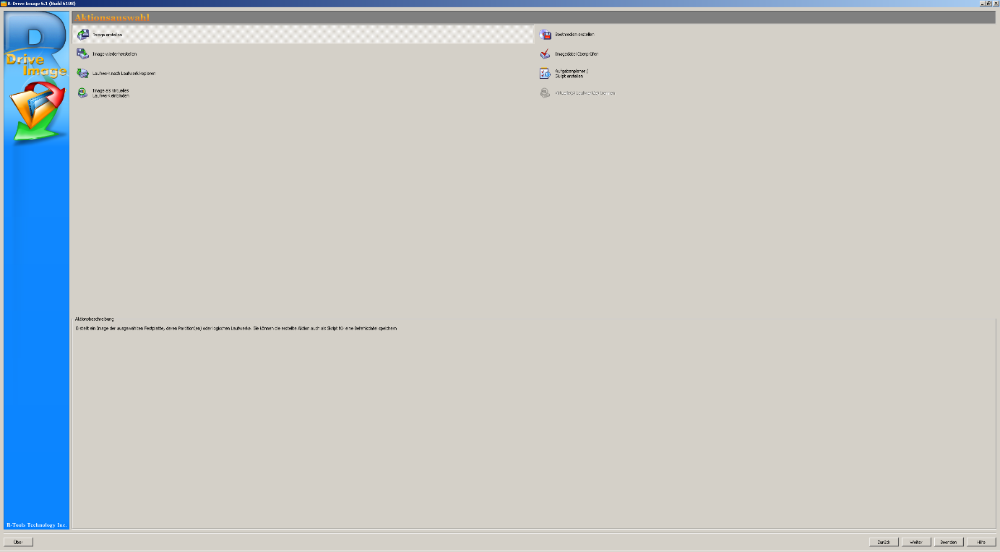 R-Drive Image 6.1 (Build 6108)
R
Drive
Image
Aktionsauswahl
Image erstellen
Image wiederherstellen
Laufwerk nach Laufwerk kopieren
Image als virtuelles
Laufwerk einbinden
Bootmedien erstellen
Imagedatei überprüfen
Aufgabenplaner /
Skript erstellen
Virtuelle(s) Laufwerk(e) trennen
Aktionsbeschreibung
Erstellt ein Image der ausgewählten Festplatte, deren Partition(en) oder logischen Laufwerke. Sie können die erstellte Aktion auch als Skript für eine Befehlsdatei speichern
R-Tools Technology Inc.
Über
Zurück
Weiter
Beenden
Hilfe